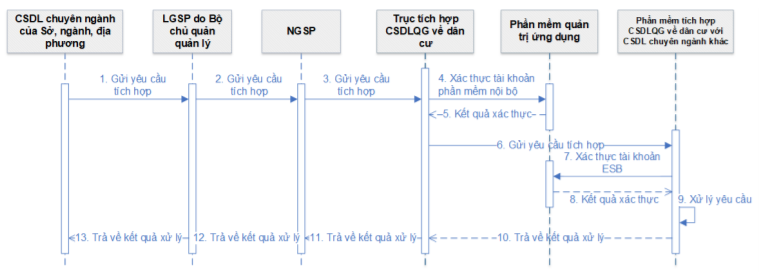 CSDL chuyên ngành
của Sở, ngành, địa
phương
LGSP do Bộ
chủ quản
quản lý
NGSP
Trục tích hợp
CSDLQG về dân
cư
Phần mềm quản
trị ứng dụng
Phần mềm tích hợp
CSDLQG về dân cư với
CSDL chuyên ngành khác
1. Gửi yêu cầu
tích hợp
2. Gửi yêu cầu
tích hợp
3. Gửi yêu cầu
tích hợp
4. Xác thực tài khoản
phần mềm nội bộ
5. Kết quả xác thực
6. Gửi yêu cầu tích hợp
7. Xác thực tài khoản
ESB
8. Kết quả xác thực
9. Xử lý yêu cầu
13. Trả về kết quả xử lý
12. Trả về kết quả xử lý
11. Trả về kết quả xử lý
10. Trả về kết quả xử lý